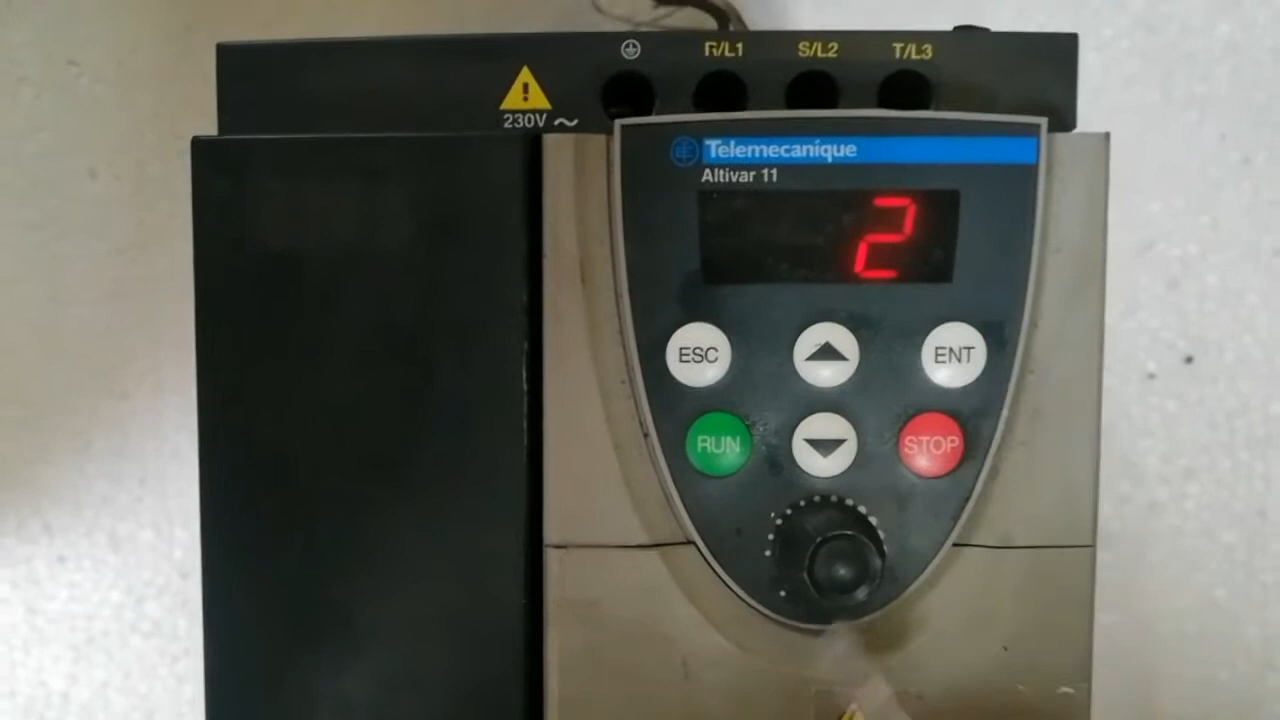 R/L1 S/L2 T/L3
230V ~
Telemecanique
Altivar 11
2
ESC ENT
RUN STOP